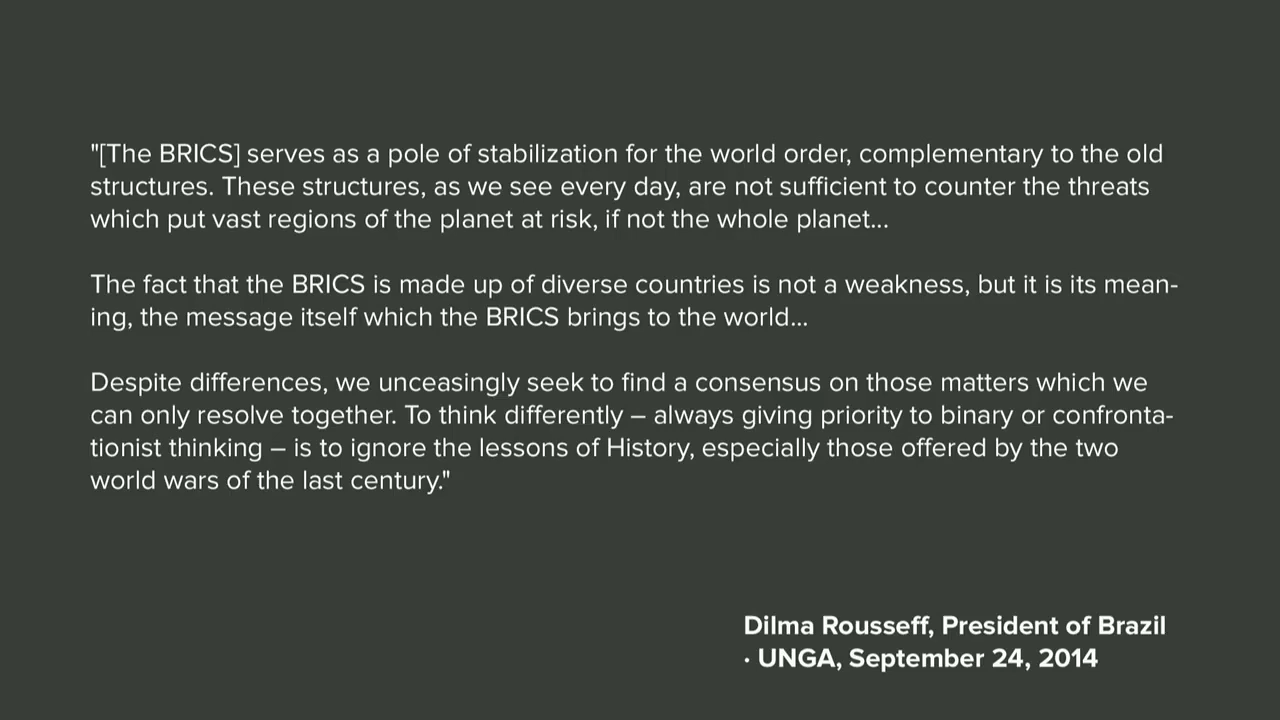 "[The BRICS] serves as a pole of stabilization for the world order, complementary to the old
structures. These structures, as we see every day, are not sufficient to counter the threats
which put vast regions of the planet at risk, if not the whole planet...
The fact that the BRICS is made up of diverse countries is not a weakness, but it is its mean-
ing, the message itself which the BRICS brings to the world...
Despite differences, we unceasingly seek to find a consensus on those matters which we
can only resolve together. To think differently – always giving priority to binary or confronta-
tionist thinking – is to ignore the lessons of History, especially those offered by the two
world wars of the last century."
Dilma Rousseff, President of Brazil
· UNGA, September 24, 2014